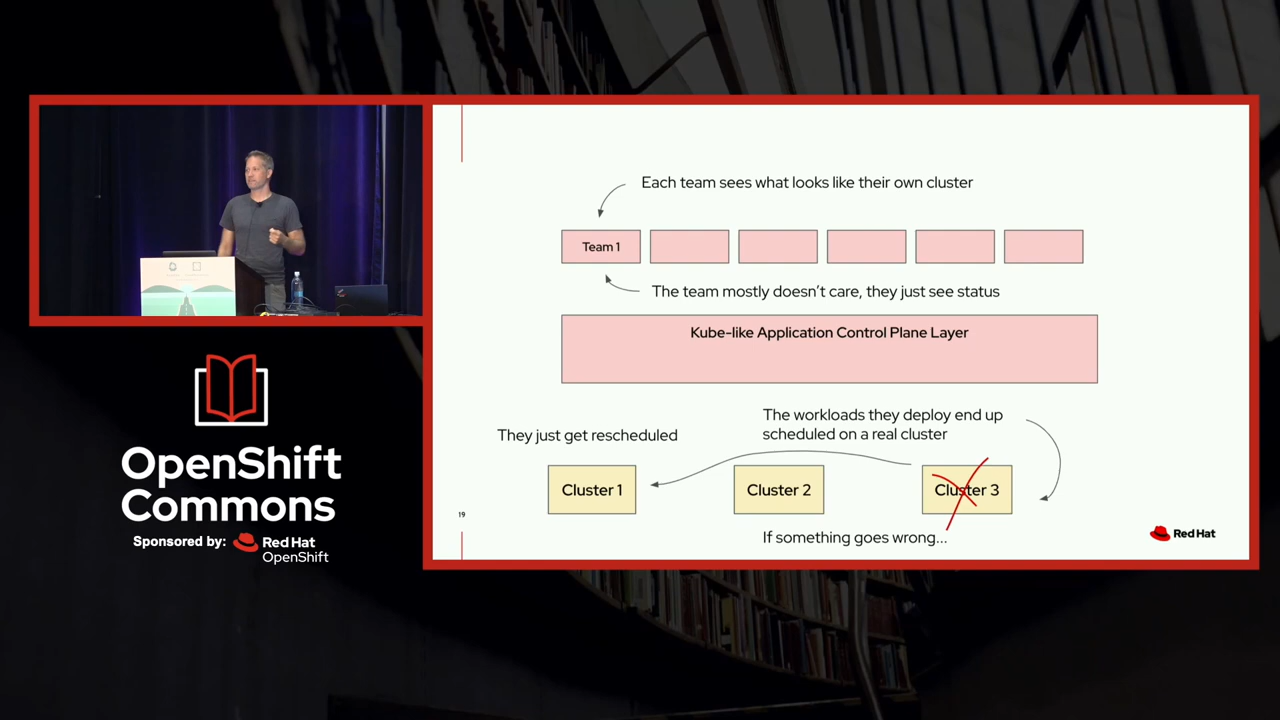 Each team sees what looks like their own cluster
Team 1
The team mostly doesn't care, they just see status
Kube-like Application Control Plane Layer
The workloads they deploy end up
scheduled on a real cluster
They just get rescheduled
Cluster 1
Cluster 2
Cluster 3
If something goes wrong...
19
Red Hat
OpenShift
Commons
Sponsored by:
Red Hat
OpenShift